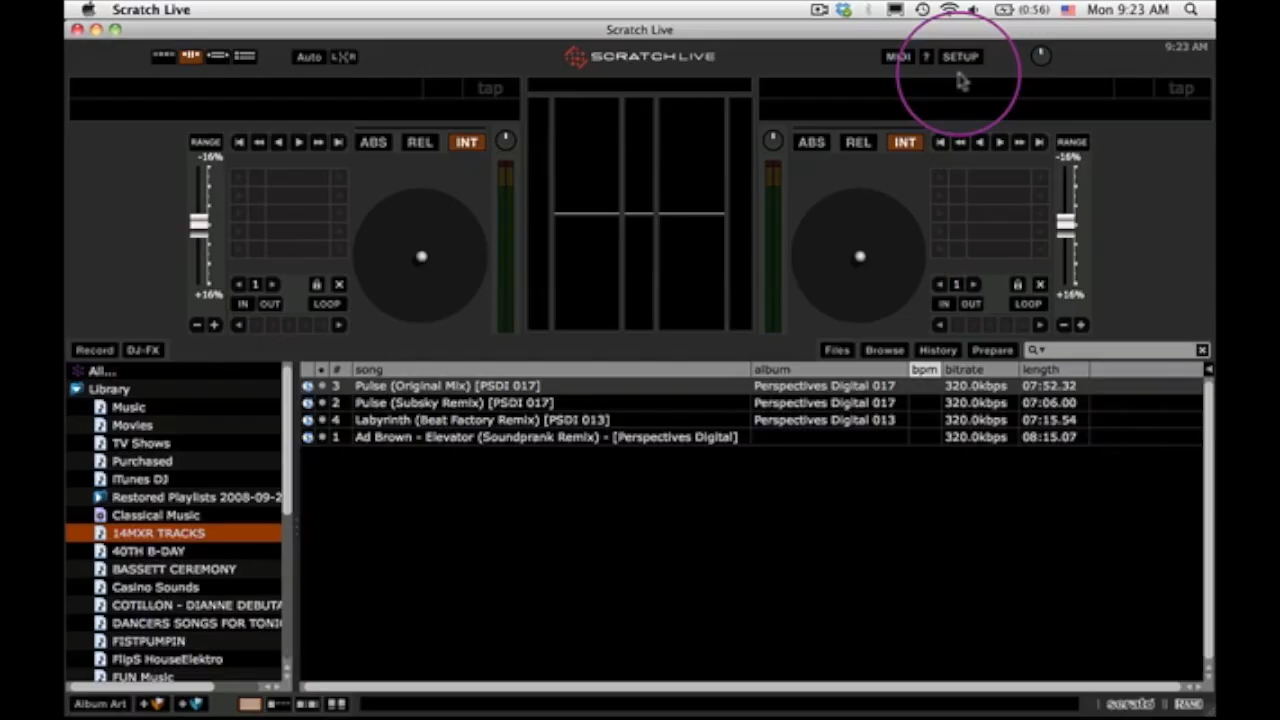 Scratch Live (0:56) Mon 9:23 AM
Scratch Live
Auto SCRATCHLIVE MIDI ? SETUP 9:23 AM
tap tap
RANGE ABS REL INT ABS REL INT RANGE
-16% -16%
1 1
+16% IN OUT LOOP IN OUT LOOP +16%
Record DJ-FX Files Browse History Prepare
All...
Library
Music
Movies
TV Shows
Purchased
iTunes DJ
Restored Playlists 2008-09-2
Classical Music
14MXR TRACKS
40TH B-DAY
BASSETT CEREMONY
Casino Sounds
COTILLON - DIANNE DEBUTA
DANCERS SONGS FOR TONI
FISTPUMPIN
FlipS HouseElektro
FUN Music
# song album bpm bitrate length
3 Pulse (Original Mix) [PSDI 017] Perspectives Digital 017 320.0kbps 07:52.32
2 Pulse (Subsky Remix) [PSDI 017] Perspectives Digital 017 320.0kbps 07:06.00
4 Labyrinth (Beat Factory Remix) [PSDI 013] Perspectives Digital 013 320.0kbps 07:15.54
1 Ad Brown - Elevator (Soundprank Remix) - [Perspectives Digital] 320.0kbps 08:15.07
Album Art serato RANE